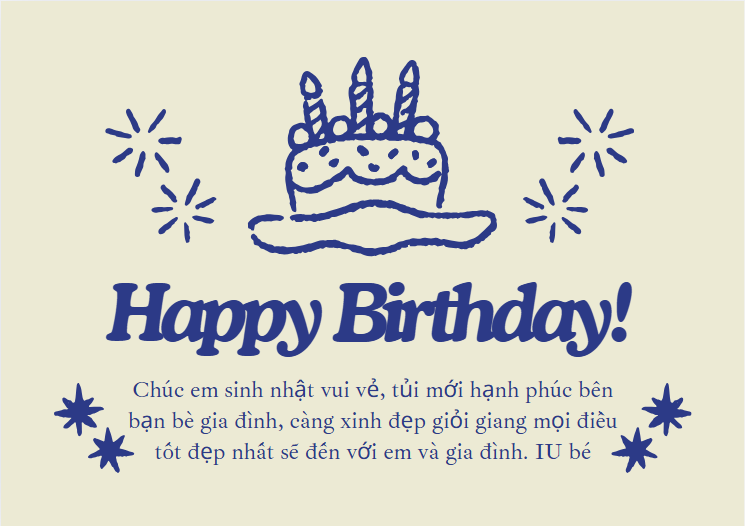 Happy Birthday!
Chúc em sinh nhật vui vẻ, tủi mới hạnh phúc bên
bạn bè gia đình, càng xinh đẹp giỏi giang mọi điều
tốt đẹp nhất sẽ đến với em và gia đình. IU bé